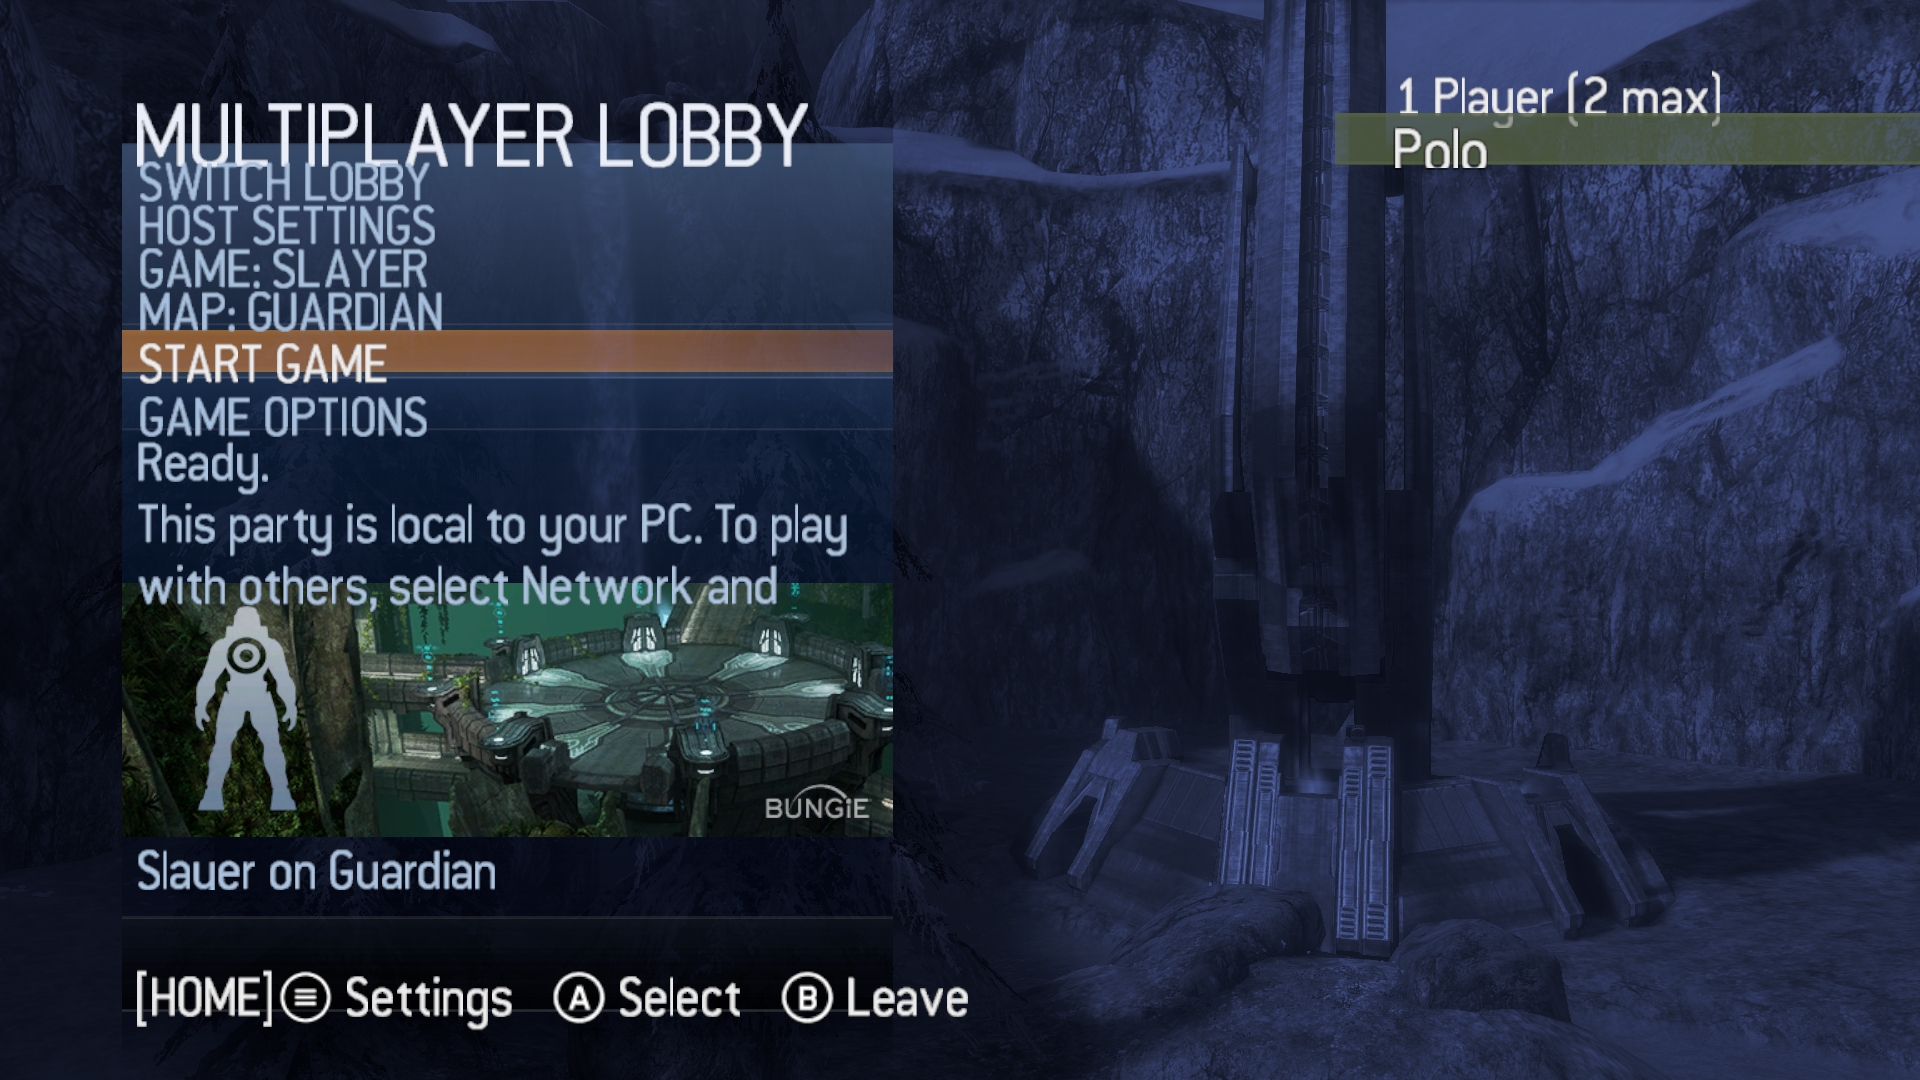 MULTIPLAYER LOBBY
SWITCH LOBBY
HOST SETTINGS
GAME: SLAYER
MAP: GUARDIAN
START GAME
GAME OPTIONS
Ready.
This party is local to your PC. To play
with others, select Network and
BUNGiE
Slayer on Guardian
[HOME] Settings A Select B Leave
1 Player (2 max)
Polo